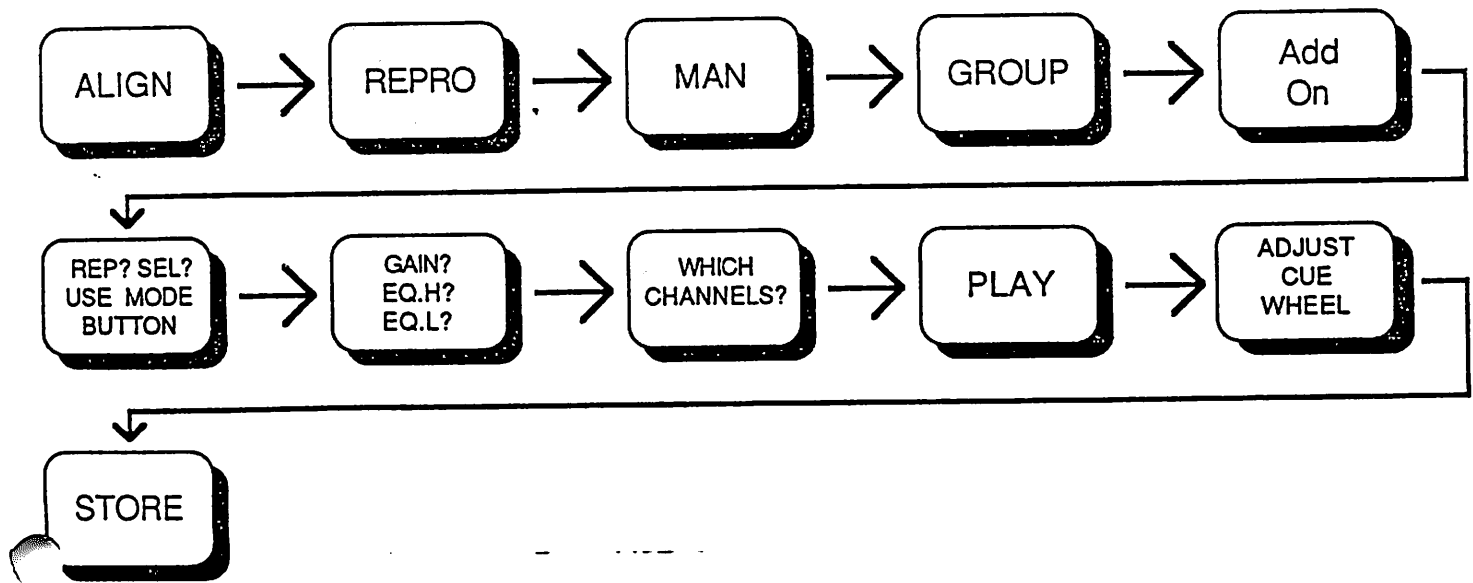 ALIGN
REPRO
MAN
GROUP
Add
On
REP? SEL?
USE MODE
BUTTON
GAIN?
EQ.H?
EQ.L?
WHICH
CHANNELS?
PLAY
ADJUST
CUE
WHEEL
STORE